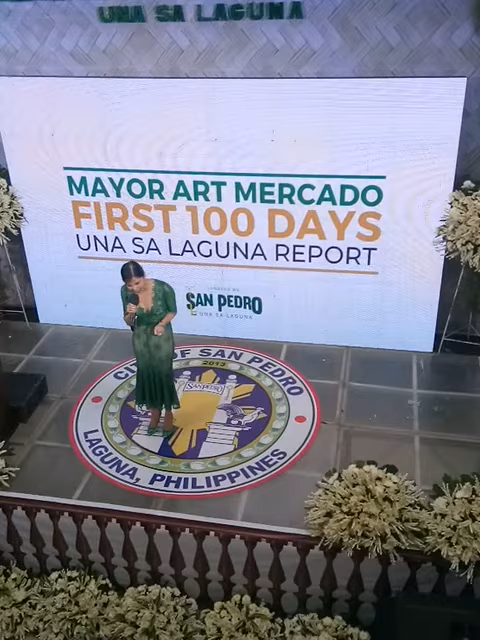 UNA SA LAGUNA
MAYOR ART MERCADO
FIRST 100 DAYS
UNA SA LAGUNA REPORT
SAN PEDRO
UNA SA LAGUNA
CITY OF SAN PEDRO
2013
SAN PEDRO
LAGUNA, PHILIPPINES